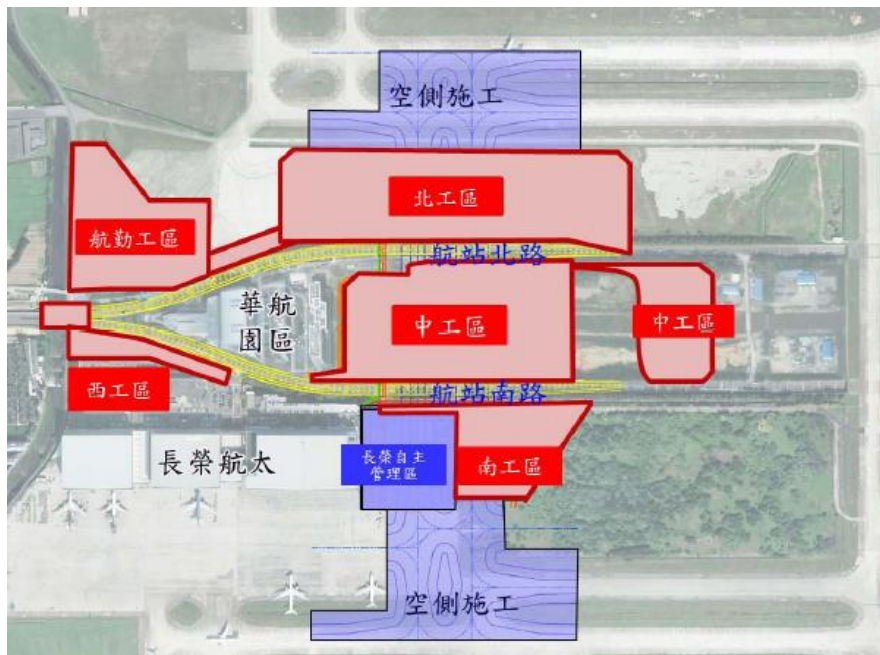 空側施工
北工區
航勤工區
航站北路
華航
園區
中工區
中工區
西工區
航站南路
長榮航太
長榮自主
管理區
南工區
空側施工